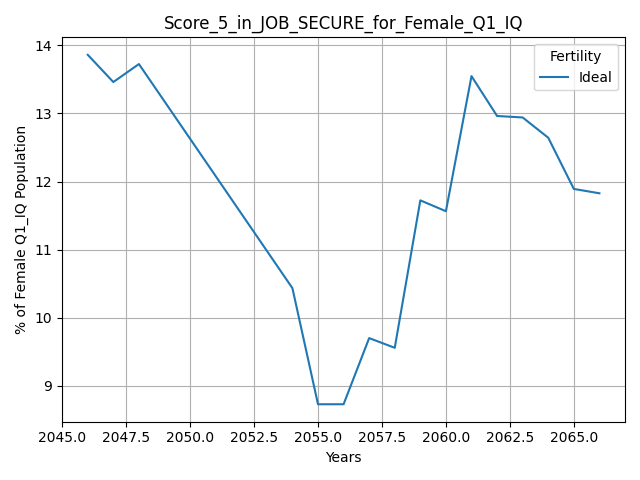 Score_5_in_JOB_SECURE_for_Female_Q1_IQ
Fertility
Ideal
% of Female Q1_IQ Population
14
13
12
11
10
9
2045.0 2047.5 2050.0 2052.5 2055.0 2057.5 2060.0 2062.5 2065.0
Years